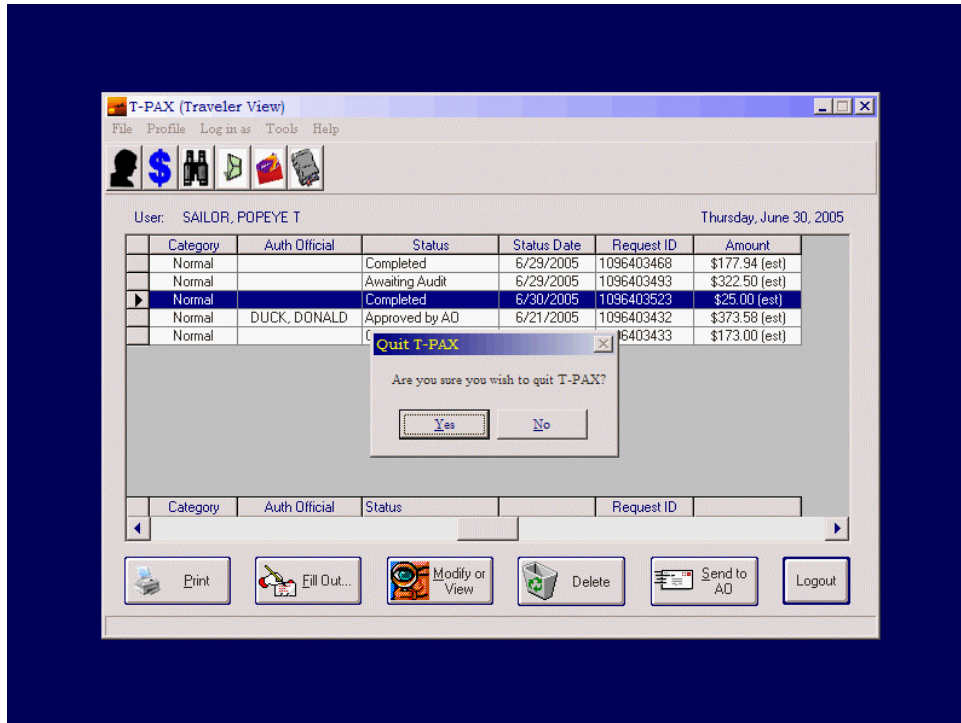 T-PAX (Traveler View)
File Profile Log in as Tools Help
User: SAILOR, POPEYE T Thursday, June 30, 2005
Category Auth Official Status Status Date Request ID Amount
Normal Completed 6/29/2005 1096403468 $177.94 (est)
Normal Awaiting Audit 6/29/2005 1096403493 $322.50 (est)
Normal Completed 6/30/2005 1096403523 $25.00 (est)
Normal DUCK, DONALD Approved by AO 6/21/2005 1096403432 $373.58 (est)
Normal 6403433 $173.00 (est)
Quit T-PAX
Are you sure you wish to quit T-PAX?
Yes No
Category Auth Official Status Request ID
Print Fill Out... Modify or View Delete Send to AO Logout